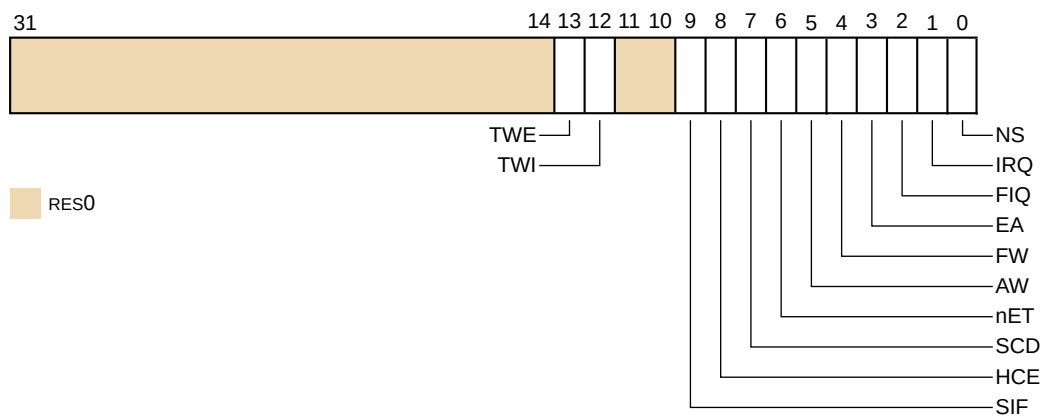 31 14 13 12 11 10 9 8 7 6 5 4 3 2 1 0
TWE NS
TWI IRQ
RES0 FIQ
EA
FW
AW
nET
SCD
HCE
SIF